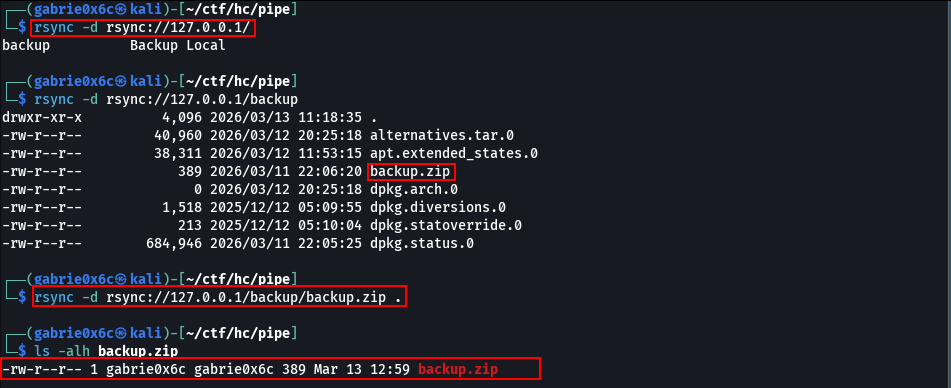 ┌──(gabrie0x6c㉿kali)-[~/ctf/hc/pipe]
└─$ rsync -d rsync://127.0.0.1/
backup         	Backup Local
┌──(gabrie0x6c㉿kali)-[~/ctf/hc/pipe]
└─$ rsync -d rsync://127.0.0.1/backup
drwxr-xr-x          4,096 2026/03/13 11:18:35 .
-rw-r--r--         40,960 2026/03/12 20:25:18 alternatives.tar.0
-rw-r--r--         38,311 2026/03/12 11:53:15 apt.extended_states.0
-rw-r--r--            389 2026/03/11 22:06:20 backup.zip
-rw-r--r--              0 2026/03/12 20:25:18 dpkg.arch.0
-rw-r--r--          1,518 2025/12/12 05:09:55 dpkg.diversions.0
-rw-r--r--            213 2025/12/12 05:10:04 dpkg.statoverride.0
-rw-r--r--        684,946 2026/03/11 22:05:25 dpkg.status.0
┌──(gabrie0x6c㉿kali)-[~/ctf/hc/pipe]
└─$ rsync -d rsync://127.0.0.1/backup/backup.zip .
┌──(gabrie0x6c㉿kali)-[~/ctf/hc/pipe]
└─$ ls -alh backup.zip
-rw-r--r-- 1 gabrie0x6c gabrie0x6c 389 Mar 13 12:59 backup.zip